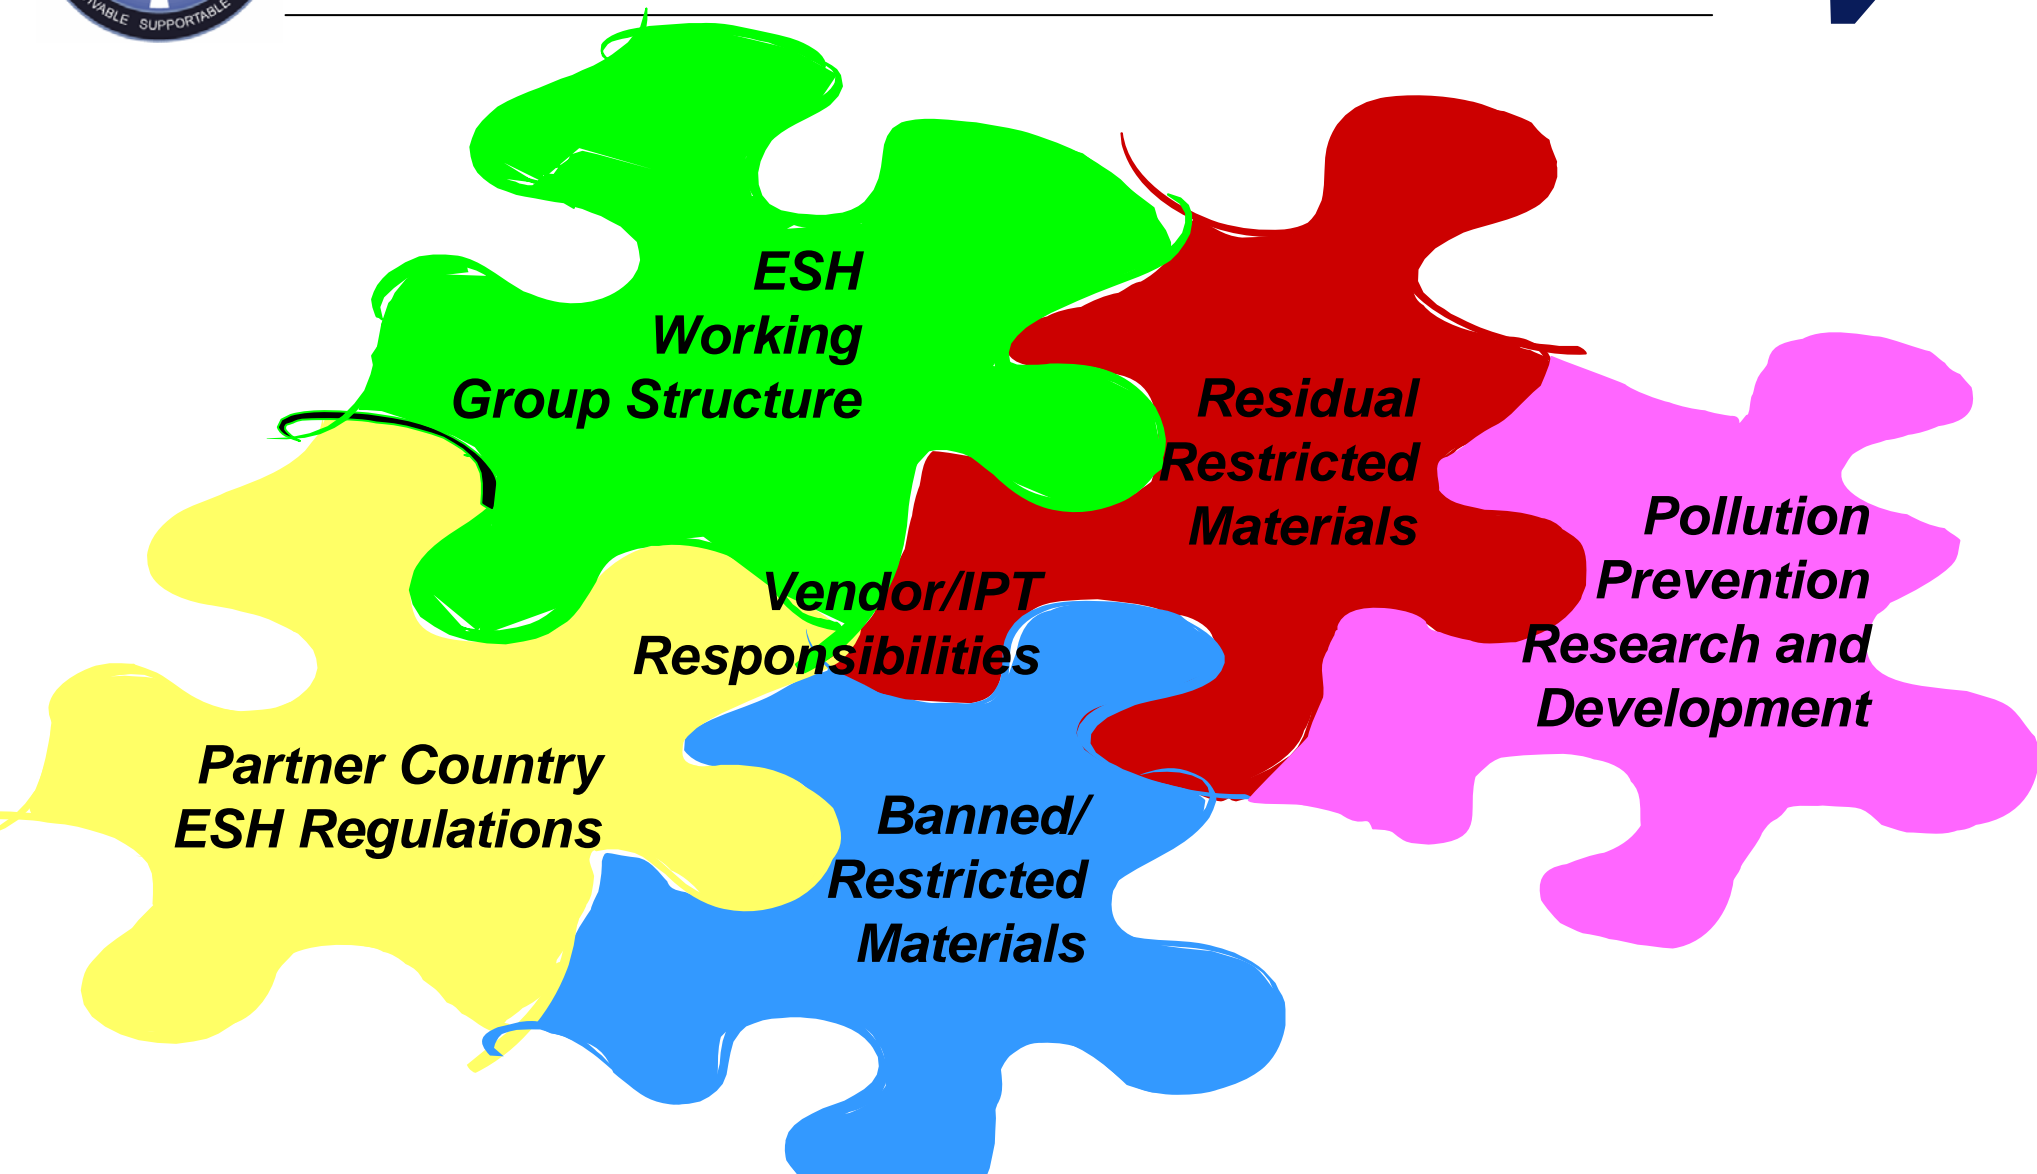 SUPPORTABLE
ESH
Working
Group Structure
Residual
Restricted
Materials
Pollution
Prevention
Research and
Development
Vendor/IPT
Responsibilities
Partner Country
ESH Regulations
Banned/
Restricted
Materials